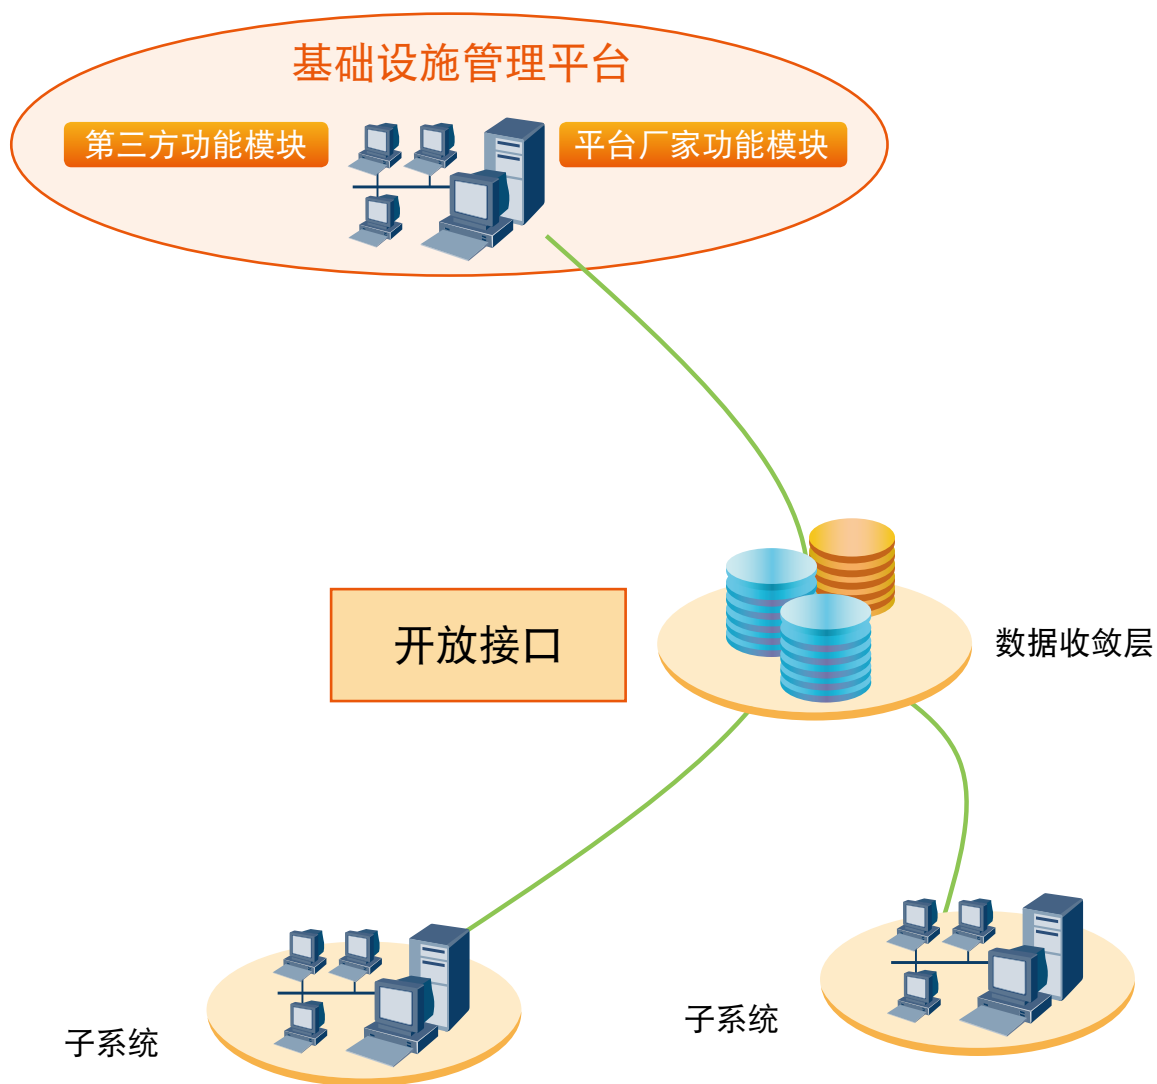 基础设施管理平台
第三方功能模块
平台厂家功能模块
开放接口
数据收敛层
子系统
子系统